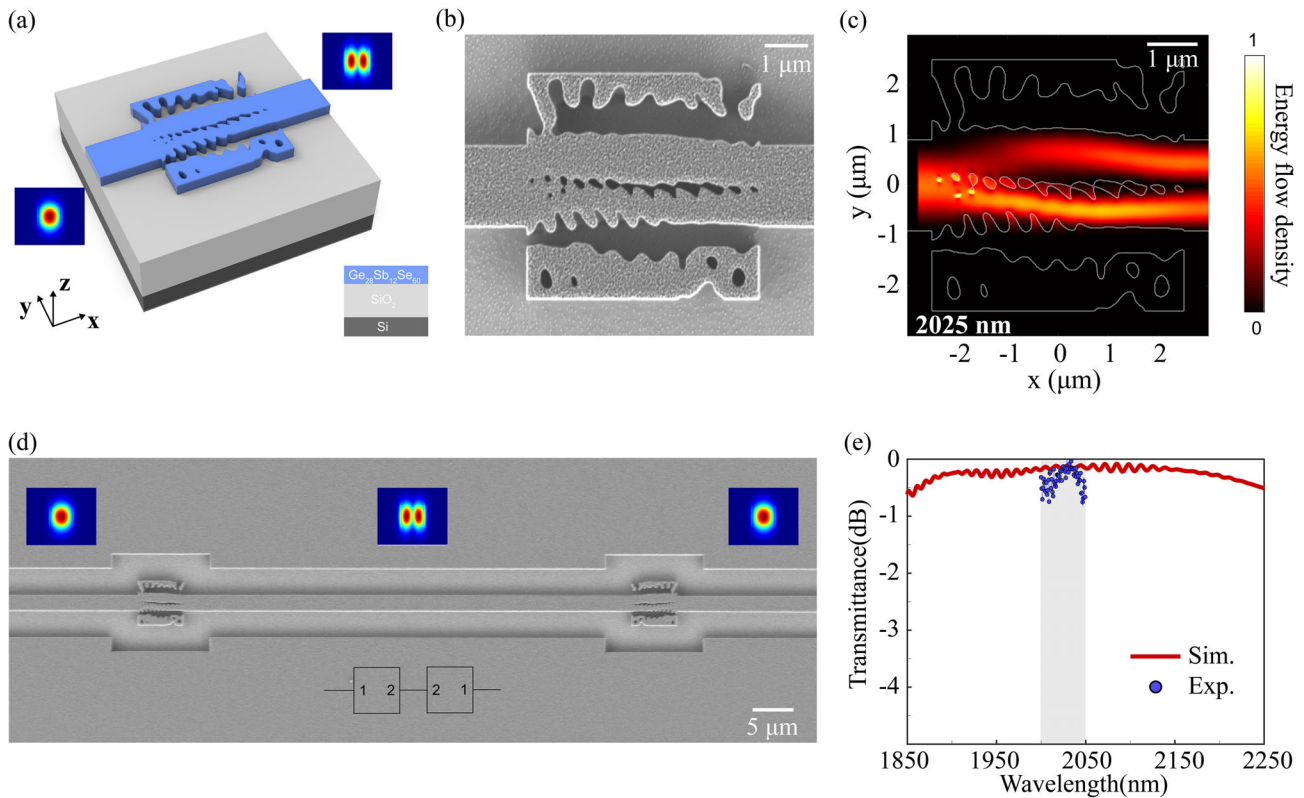 (a)
z
y
x
Ge28Sb12Se60
SiO2
Si
(b)
1 μm
(c)
1 μm
2
1
0
-1
-2
y (μm)
2025 nm
-2 -1 0 1 2
x (μm)
1
0
Energy flow density
(d)
1 2 2 1
5 μm
(e)
0
-1
-2
-3
-4
Transmittance(dB)
Sim.
Exp.
1850 1950 2050 2150 2250
Wavelength(nm)